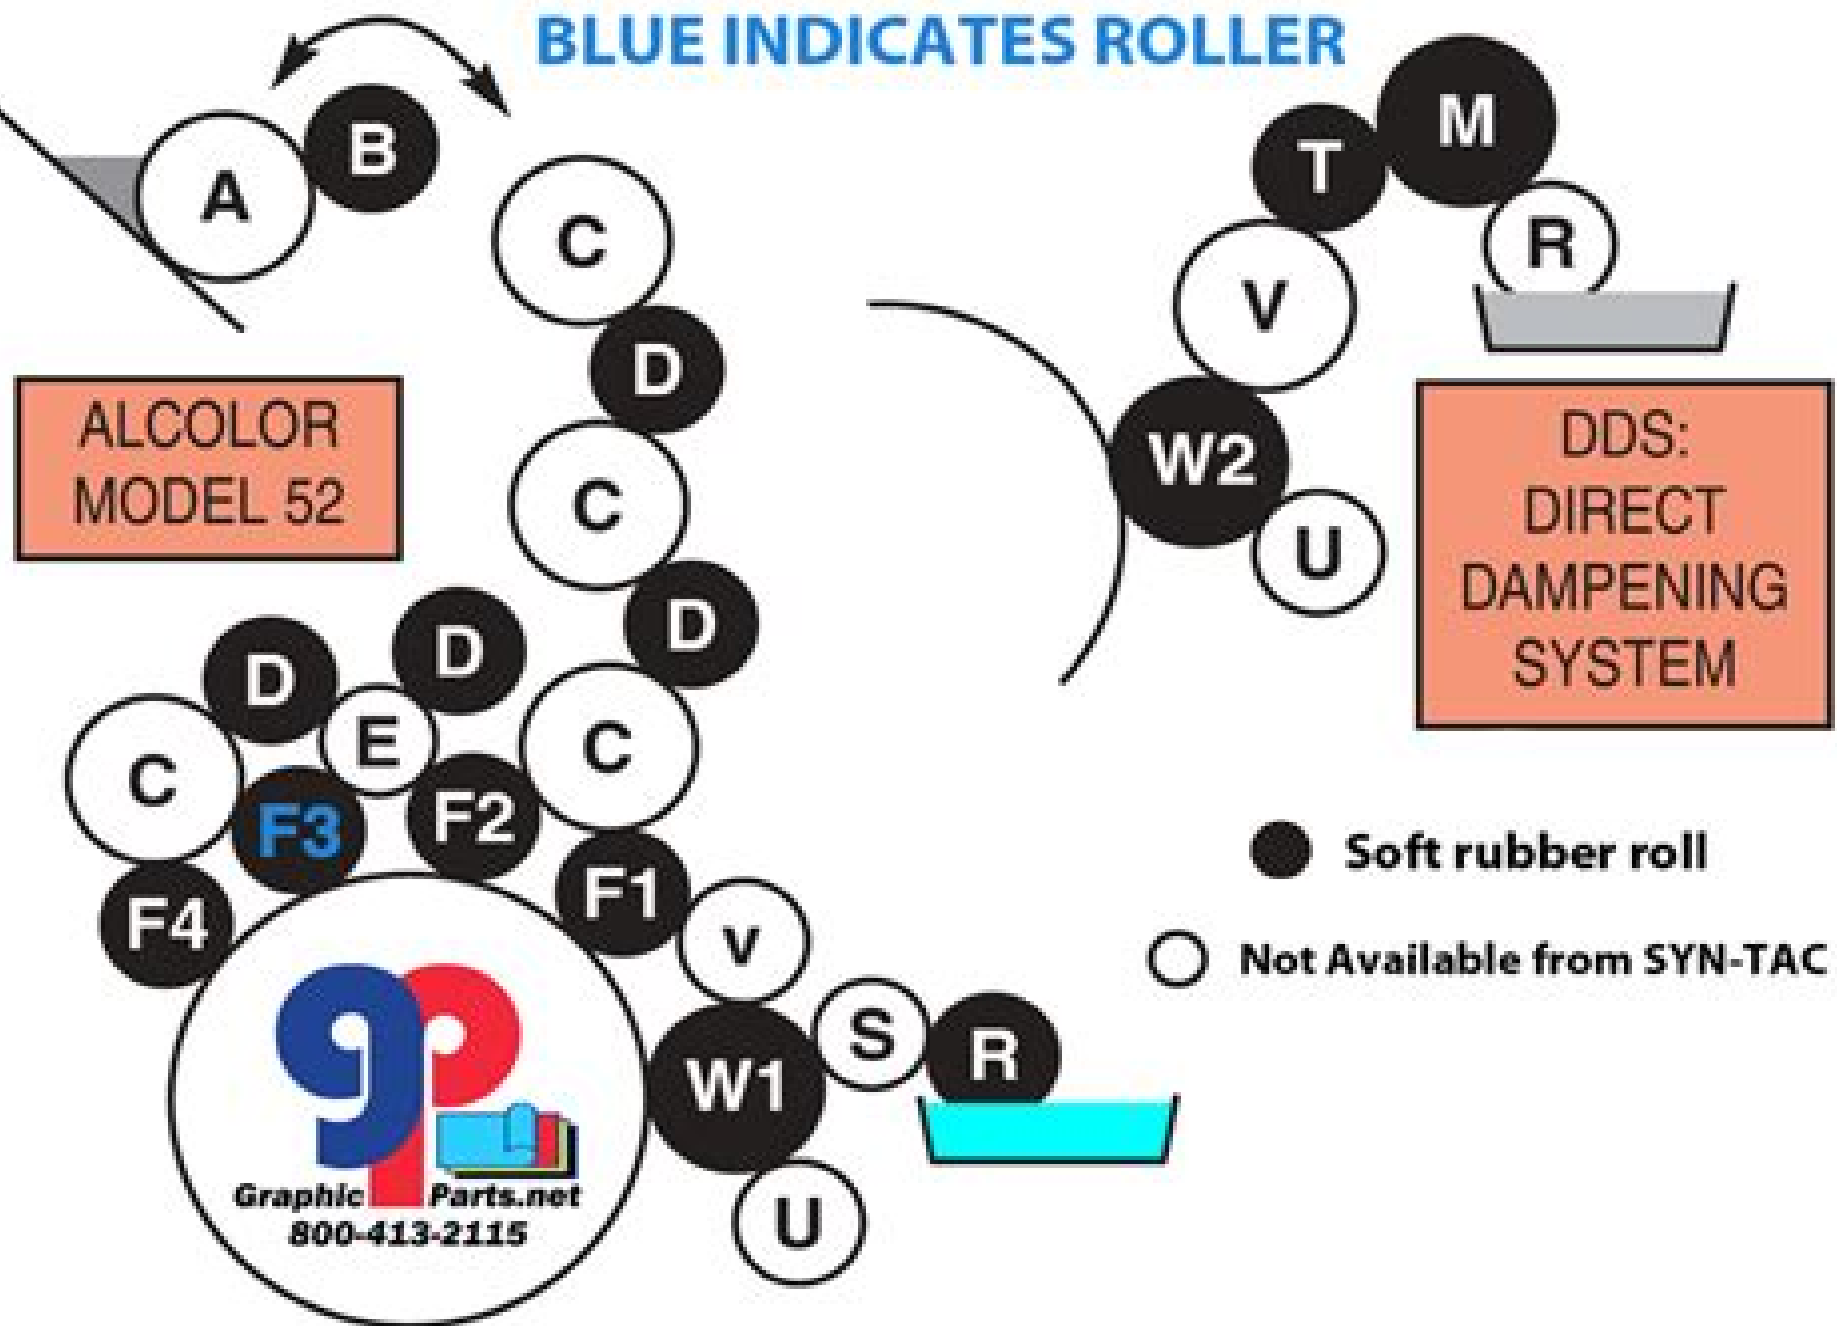 BLUE INDICATES ROLLER
A
B
C
D
C
D
C
D
D
E
C
F3
F2
F1
F4
V
W1
S
R
U
ALCOLOR
MODEL 52
T
M
R
V
W2
U
DDS:
DIRECT
DAMPENING
SYSTEM
Soft rubber roll
Not Available from SYN-TAC
gp
Graphic Parts.net
800-413-2115